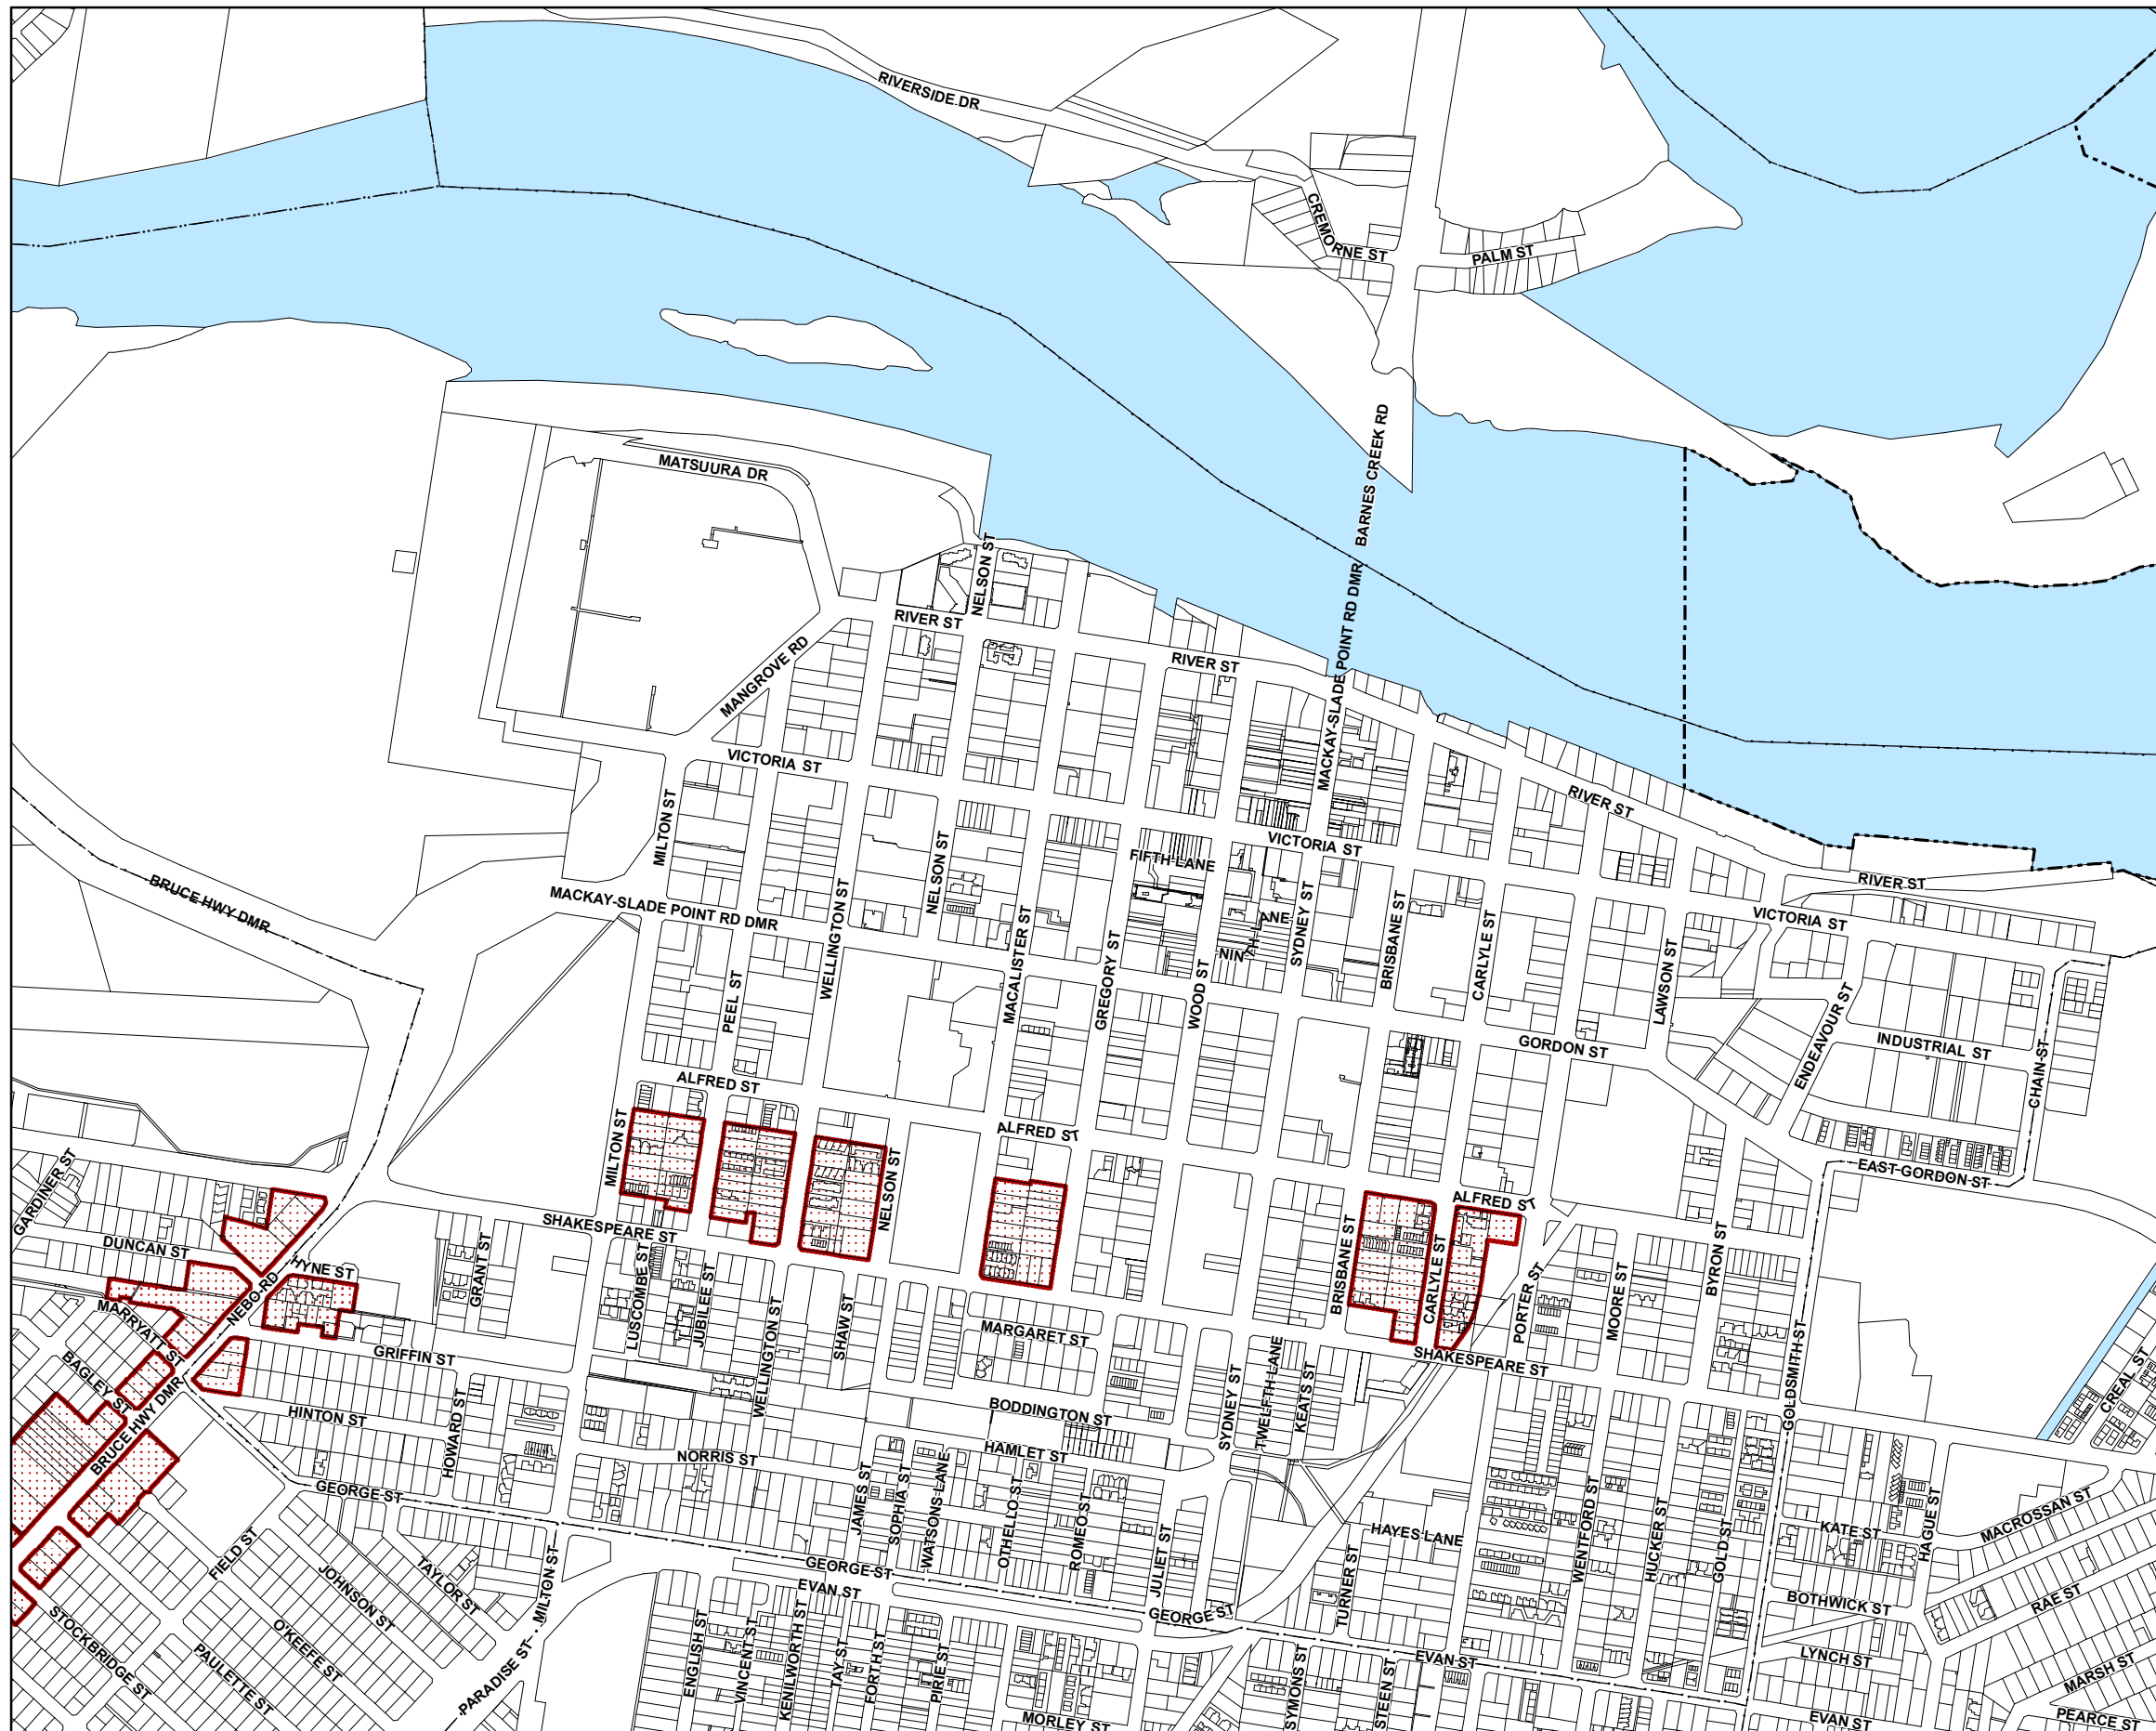 RIVERSIDE DR
CREMORNE ST
PALM ST
MATSUURA DR
BARNES CREEK RD
NELSON ST
RIVER ST
MANGROVE RD
RIVER ST
MACKAY-SLADE POINT RD DMR
VICTORIA ST
MILTON ST
RIVER ST
VICTORIA ST
NELSON ST
FIFTH LANE
BRUCE HWY DMR
MACKAY-SLADE POINT RD DMR
WELLINGTON ST
MACALISTER ST
GREGORY ST
WOOD ST
SYDNEY ST
BRISBANE ST
CARLYLE ST
LAWSON ST
RIVER ST
VICTORIA ST
PEEL ST
GORDON ST
ENDEAVOUR ST
INDUSTRIAL ST
CHAIN ST
ALFRED ST
ALFRED ST
MILTON ST
NELSON ST
EAST GORDON ST
GARDINER ST
ALFRED ST
SHAKESPEARE ST
DUNCAN ST
HYNE ST
NEBO RD
GRANT ST
LUSCOMBE ST
JUBILEE ST
WELLINGTON ST
SHAW ST
BRISBANE ST
CARLYLE ST
PORTER ST
MOORE ST
BYRON ST
MARRYATT ST
MARGARET ST
GRIFFIN ST
SHAKESPEARE ST
GOLDSMITH ST
CREAL ST
BAGLEY ST
BRUCE HWY DMR
HINTON ST
HOWARD ST
BODDINGTON ST
SYDNEY ST
TWELFTH LANE
KEATS ST
NORRIS ST
HAMLET ST
GEORGE ST
JAMES ST
SOPHIA ST
WATSONS LANE
OTHELLO ST
ROMEO ST
JULIET ST
HAYES LANE
TURNER ST
WENTFORD ST
HUCKER ST
GOLD ST
KATE ST
HAGUE ST
MACROSSAN ST
FIELD ST
JOHNSON ST
TAYLOR ST
MILTON ST
GEORGE ST
EVAN ST
GEORGE ST
BOTHWICK ST
RAE ST
STOCKBRIDGE ST
PAULETTE ST
O'KEEFE ST
PARADISE ST
ENGLISH ST
VINCENT ST
KENILWORTH ST
TAY ST
FORTH ST
PIRIE ST
MORLEY ST
SYMONS ST
STEEN ST
EVAN ST
LYNCH ST
MARSH ST
EVAN ST
PEARCE ST